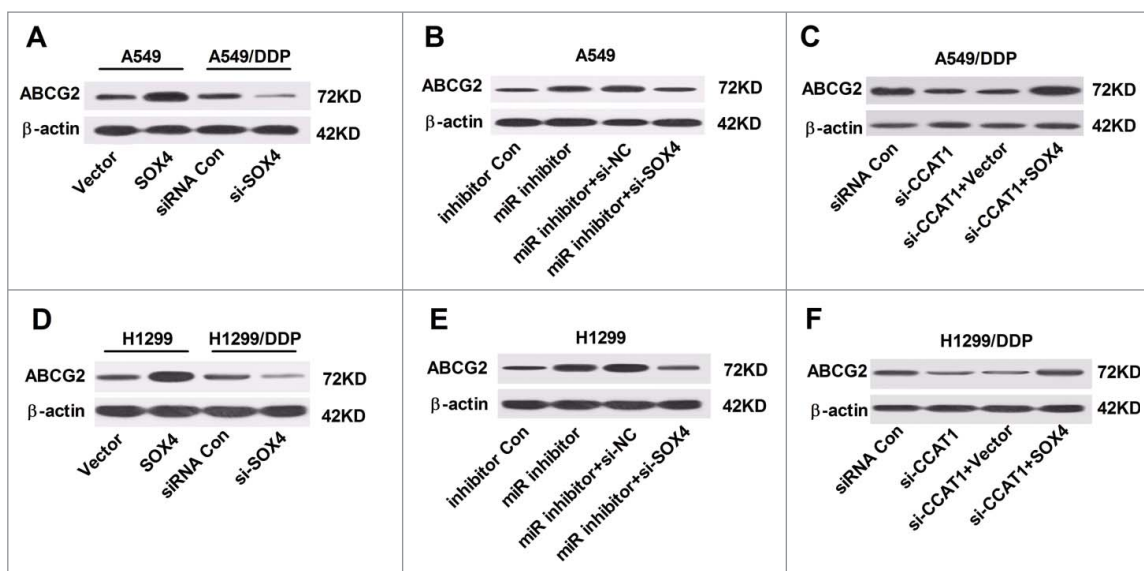 A
A549 A549/DDP
ABCG2 72KD
β-actin 42KD
Vector
SOX4
siRNA Con
si-SOX4
B
A549
ABCG2 72KD
β-actin 42KD
inhibitor Con
miR inhibitor
miR inhibitor+si-NC
miR inhibitor+si-SOX4
C
A549/DDP
ABCG2 72KD
β-actin 42KD
siRNA Con
si-CCAT1
si-CCAT1+Vector
si-CCAT1+SOX4
D
H1299 H1299/DDP
ABCG2 72KD
β-actin 42KD
Vector
SOX4
siRNA Con
si-SOX4
E
H1299
ABCG2 72KD
β-actin 42KD
inhibitor Con
miR inhibitor
miR inhibitor+si-NC
miR inhibitor+si-SOX4
F
H1299/DDP
ABCG2 72KD
β-actin 42KD
siRNA Con
si-CCAT1
si-CCAT1+Vector
si-CCAT1+SOX4